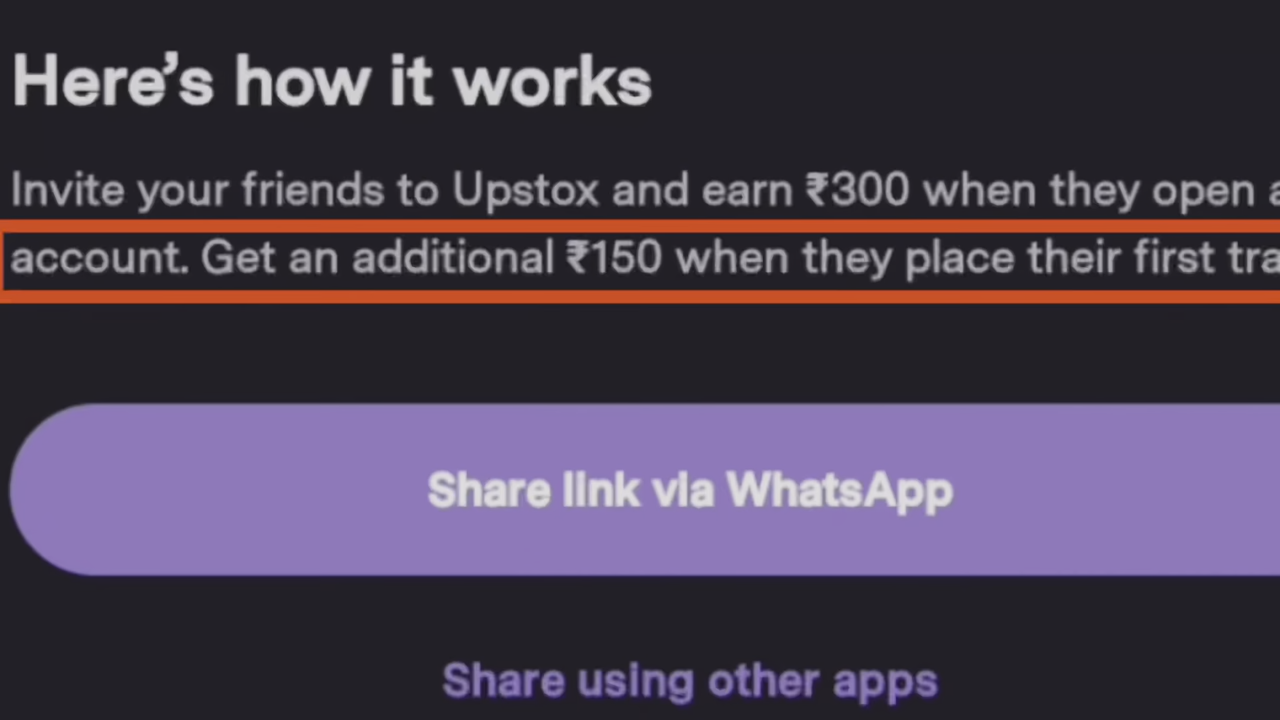 Here's how it works
Invite your friends to Upstox and earn ₹300 when they open
account. Get an additional ₹150 when they place their first
Share link via WhatsApp
Share using other apps